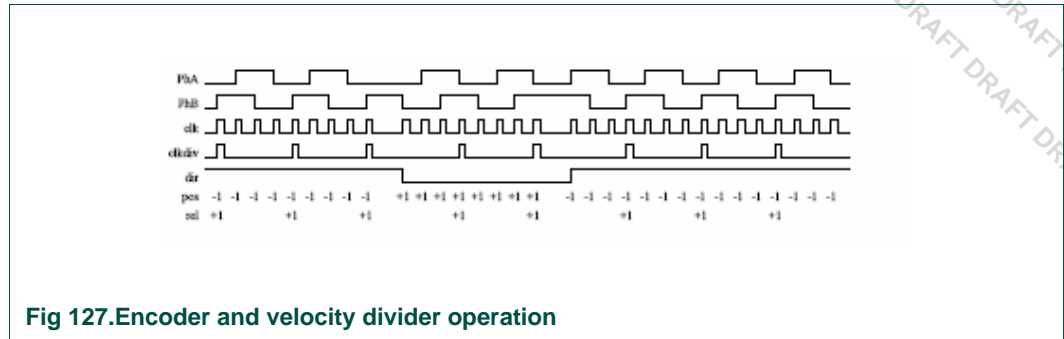 DRAFT DRAFT DR
DRAFT
PhA
PhB
clk
clkdiv
dir
pos -1 -1 -1 -1 -1 -1 -1 -1 -1 +1 +1 +1 +1 +1 +1 +1 +1 -1 -1 -1 -1 -1 -1 -1 -1 -1 -1 -1 -1 -1 -1 -1
vel +1 +1 +1 +1 +1 +1 +1 +1
Fig 127.Encoder and velocity divider operation